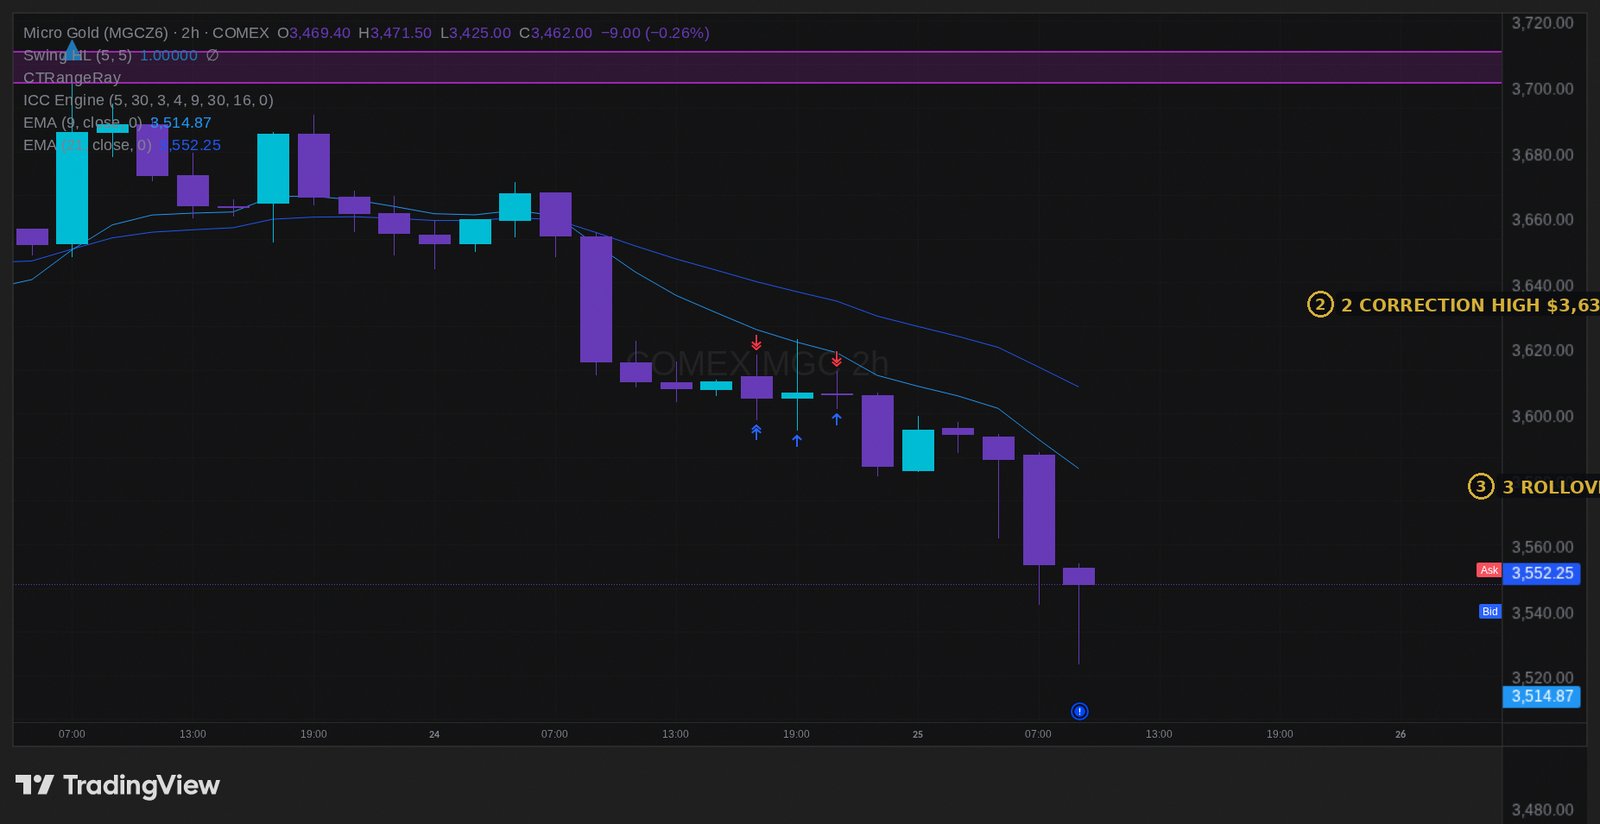 Micro Gold (MGCZ6) · 2h · COMEX O3,469.40 H3,471.50 L3,425.00 C3,462.00 −9.00 (−0.26%)
Swing HL (5, 5) 1.00000 ∅
CTRangeRay
ICC Engine (5, 30, 3, 4, 9, 30, 16, 0)
EMA (9, close, 0) 3,514.87
EMA (21, close, 0) 3,552.25
COMEX:MGC 2h
3,720.00
3,700.00
3,680.00
3,660.00
3,640.00
② 2 CORRECTION HIGH $3,63
3,620.00
3,600.00
③ 3 ROLLOV
3,560.00
Ask 3,552.25
Bid
3,540.00
3,520.00
3,514.87
3,480.00
07:00 13:00 19:00 24 07:00 13:00 19:00 25 07:00 13:00 19:00 26
TradingView